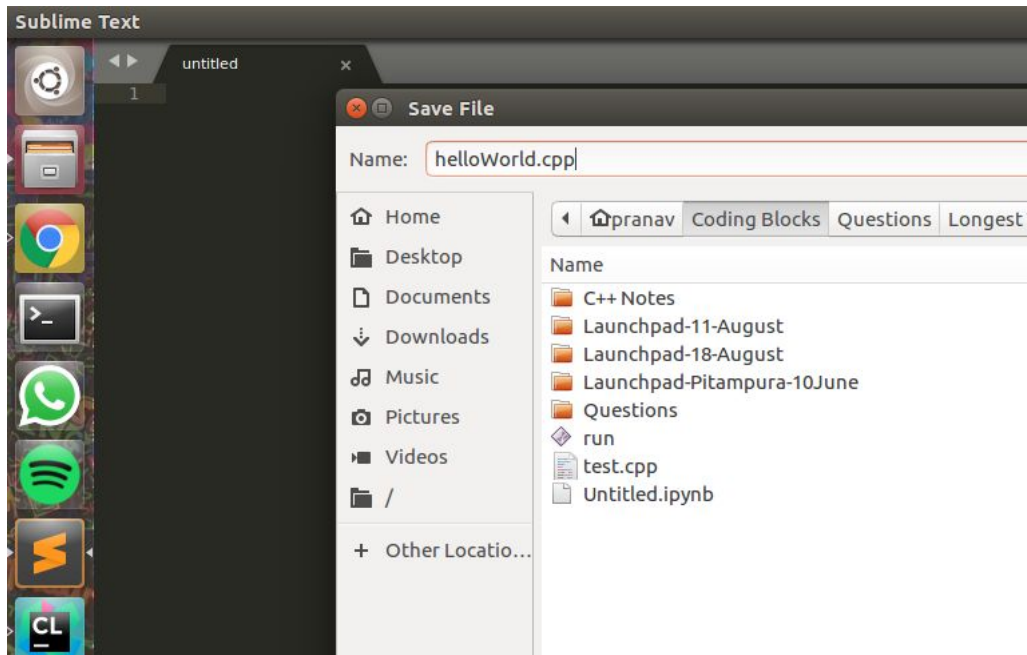 Sublime Text
untitled
1
Save File
Name: helloWorld.cpp
Home
Desktop
Documents
Downloads
Music
Pictures
Videos
/
+ Other Locatio...
pranav Coding Blocks Questions Longest
Name
C++ Notes
Launchpad-11-August
Launchpad-18-August
Launchpad-Pitampura-10June
Questions
run
test.cpp
Untitled.ipynb
>_
CL